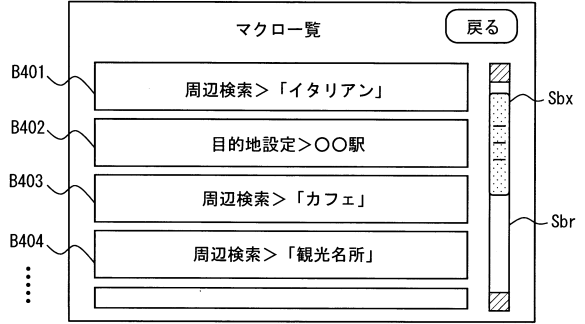 マクロ一覧
戻る
B401
周辺検索＞「イタリアン」
Sbx
B402
目的地設定＞〇〇駅
B403
周辺検索＞「カフェ」
Sbr
B404
周辺検索＞「観光名所」